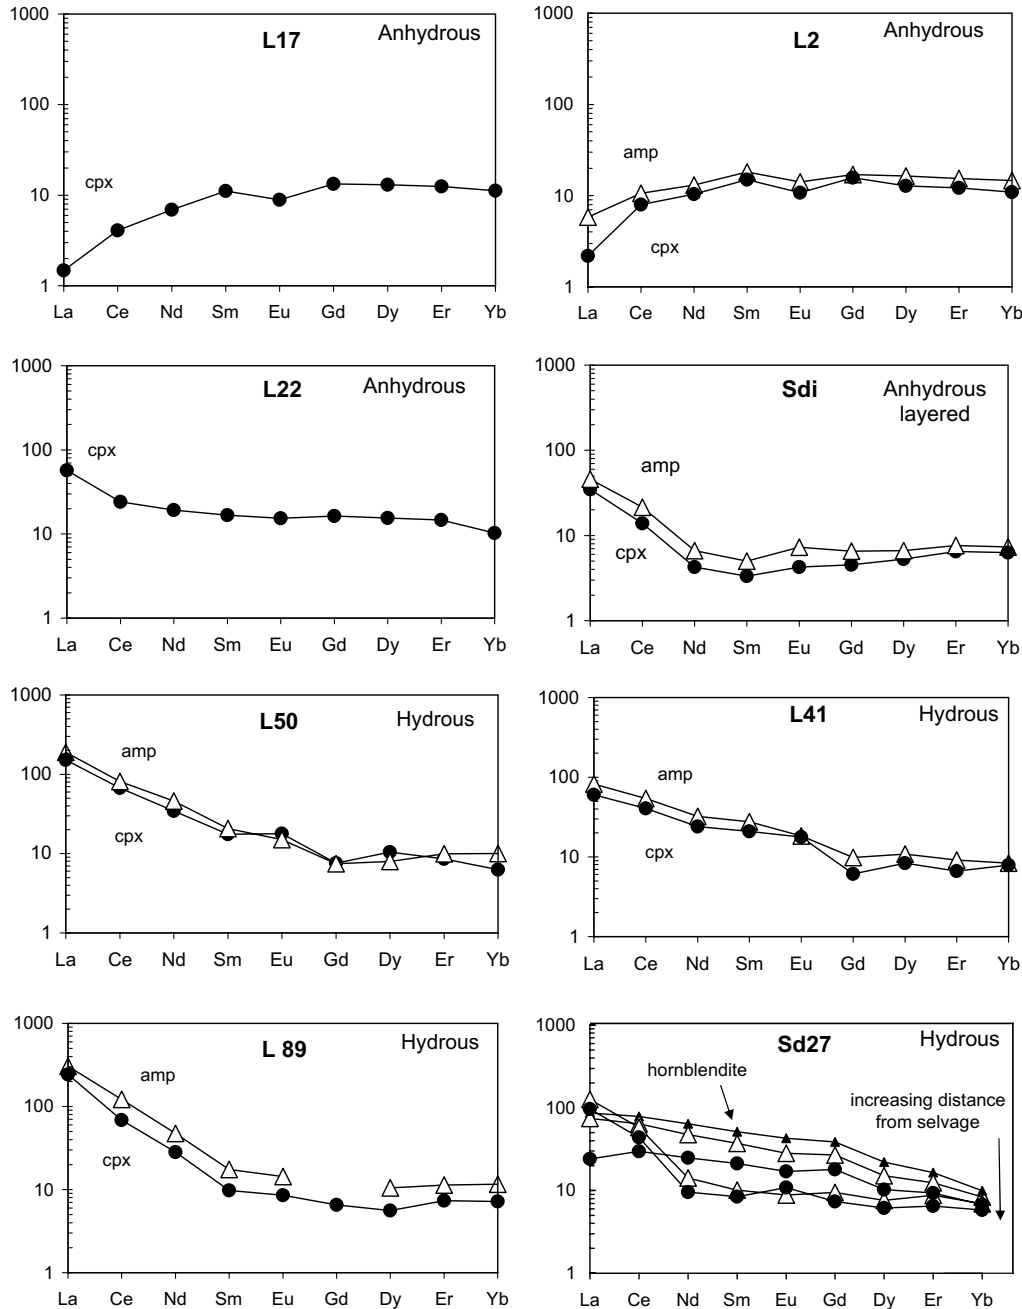 1000
100
10
1
L17
Anhydrous
cpx
La Ce Nd Sm Eu Gd Dy Er Yb
1000
100
10
1
L2
Anhydrous
amp
cpx
La Ce Nd Sm Eu Gd Dy Er Yb
1000
100
10
1
L22
Anhydrous
cpx
La Ce Nd Sm Eu Gd Dy Er Yb
1000
100
10
1
Sdi
Anhydrous
layered
amp
cpx
La Ce Nd Sm Eu Gd Dy Er Yb
1000
100
10
1
L50
Hydrous
amp
cpx
La Ce Nd Sm Eu Gd Dy Er Yb
1000
100
10
1
L41
Hydrous
amp
cpx
La Ce Nd Sm Eu Gd Dy Er Yb
1000
100
10
1
L 89
Hydrous
amp
cpx
La Ce Nd Sm Eu Gd Dy Er Yb
1000
100
10
1
Sd27
Hydrous
hornblendite
increasing distance
from selvage
La Ce Nd Sm Eu Gd Dy Er Yb